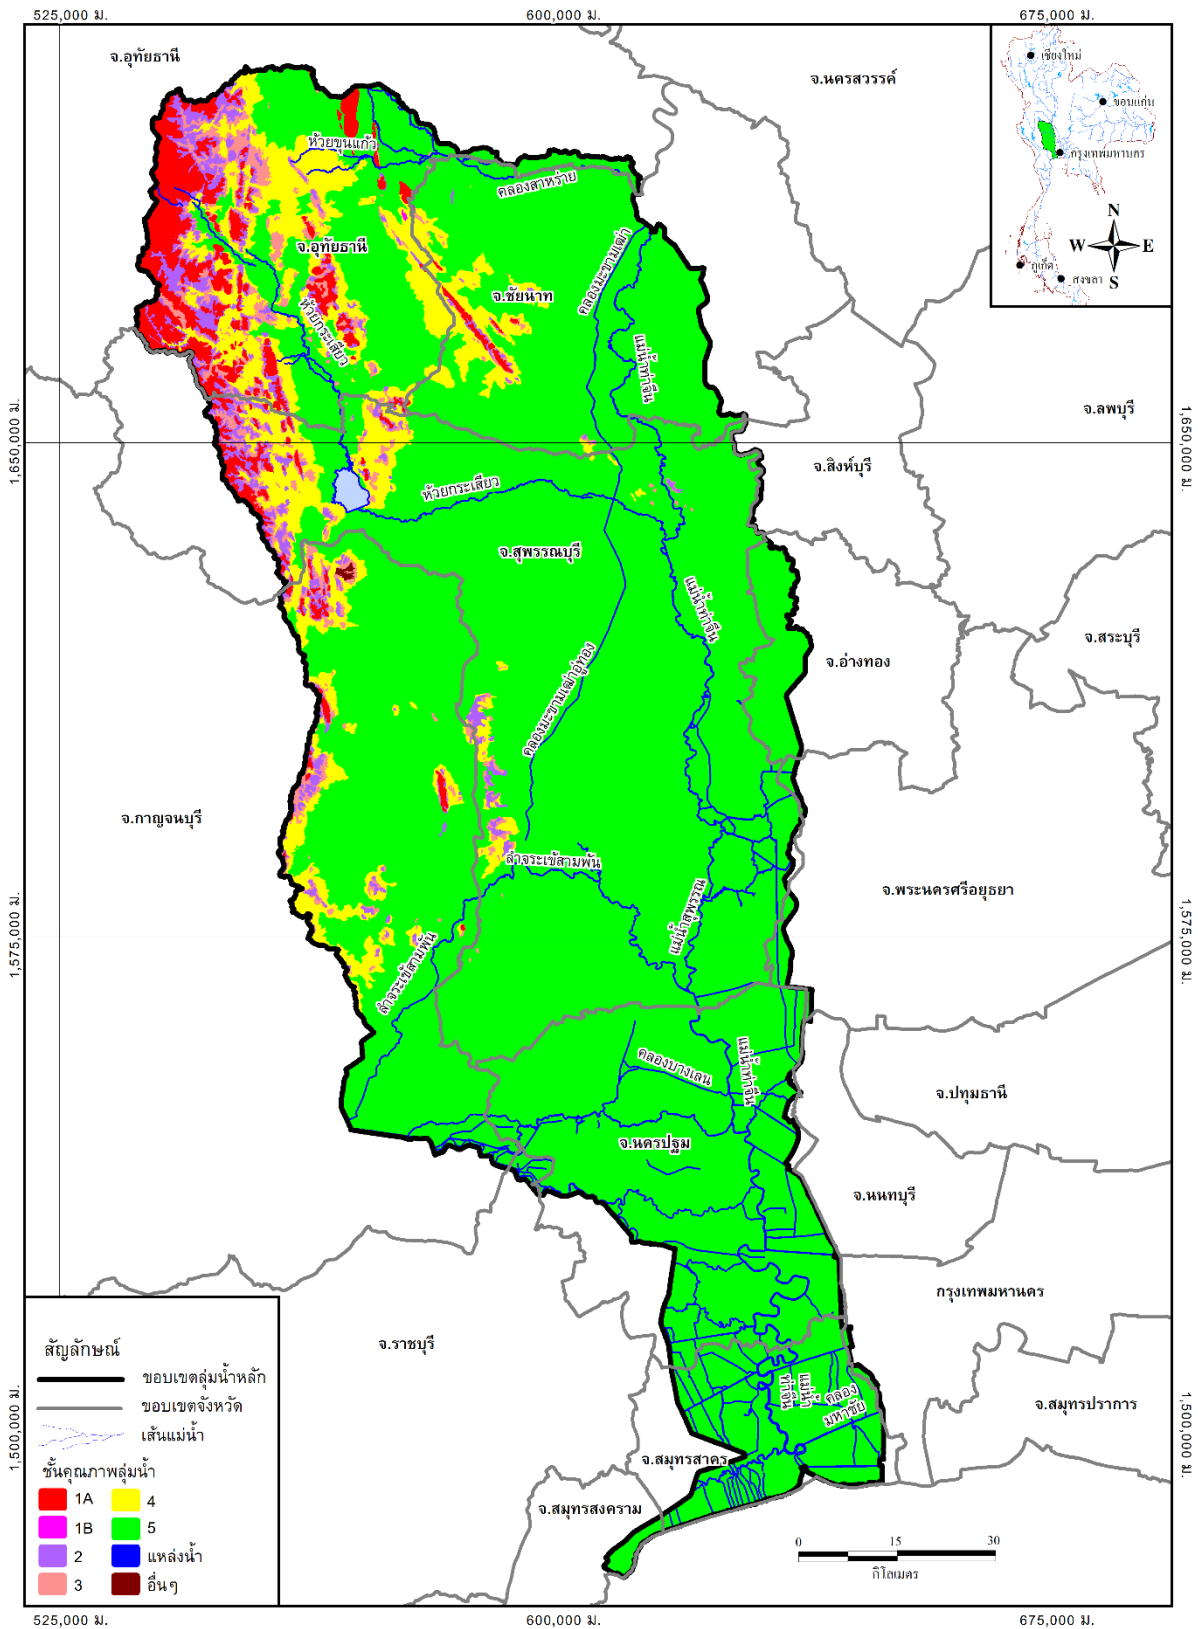 525,000 ม.
600,000 ม.
675,000 ม.
จ.อุทัยธานี
จ.นครสวรรค์
เชียงใหม่
ขอนแก่น
กรุงเทพมหานคร
ภูเก็ต
สงขลา
N
W
E
S
ห้วยขุนแก้ว
คลองสาหร่าย
จ.อุทัยธานี
คลองมะขามเฒ่า
จ.ชัยนาท
ห้วยกระเสียว
แม่น้ำท่าจีน
จ.ลพบุรี
1,650,000 ม.
1,650,000 ม.
จ.สิงห์บุรี
ห้วยกระเสียว
จ.สุพรรณบุรี
แม่น้ำท่าจีน
จ.สระบุรี
จ.อ่างทอง
คลองมะขามเฒ่าอู่ทอง
จ.กาญจนบุรี
ลำจระเข้สามพัน
จ.พระนครศรีอยุธยา
แม่น้ำสุพรรณ
1,575,000 ม.
1,575,000 ม.
ลำจระเข้สามพัน
คลองบางเลน
แม่น้ำท่าจีน
จ.ปทุมธานี
จ.นครปฐม
จ.นนทบุรี
กรุงเทพมหานคร
จ.ราชบุรี
แม่น้ำ
ท่าจีน
คลอง
มหาชัย
จ.สมุทรปราการ
1,500,000 ม.
1,500,000 ม.
จ.สมุทรสาคร
จ.สมุทรสงคราม
สัญลักษณ์
ขอบเขตลุ่มน้ำหลัก
ขอบเขตจังหวัด
เส้นแม่น้ำ
ชั้นคุณภาพลุ่มน้ำ
1A
4
1B
5
2
แหล่งน้ำ
3
อื่นๆ
0
15
30
กิโลเมตร
525,000 ม.
600,000 ม.
675,000 ม.